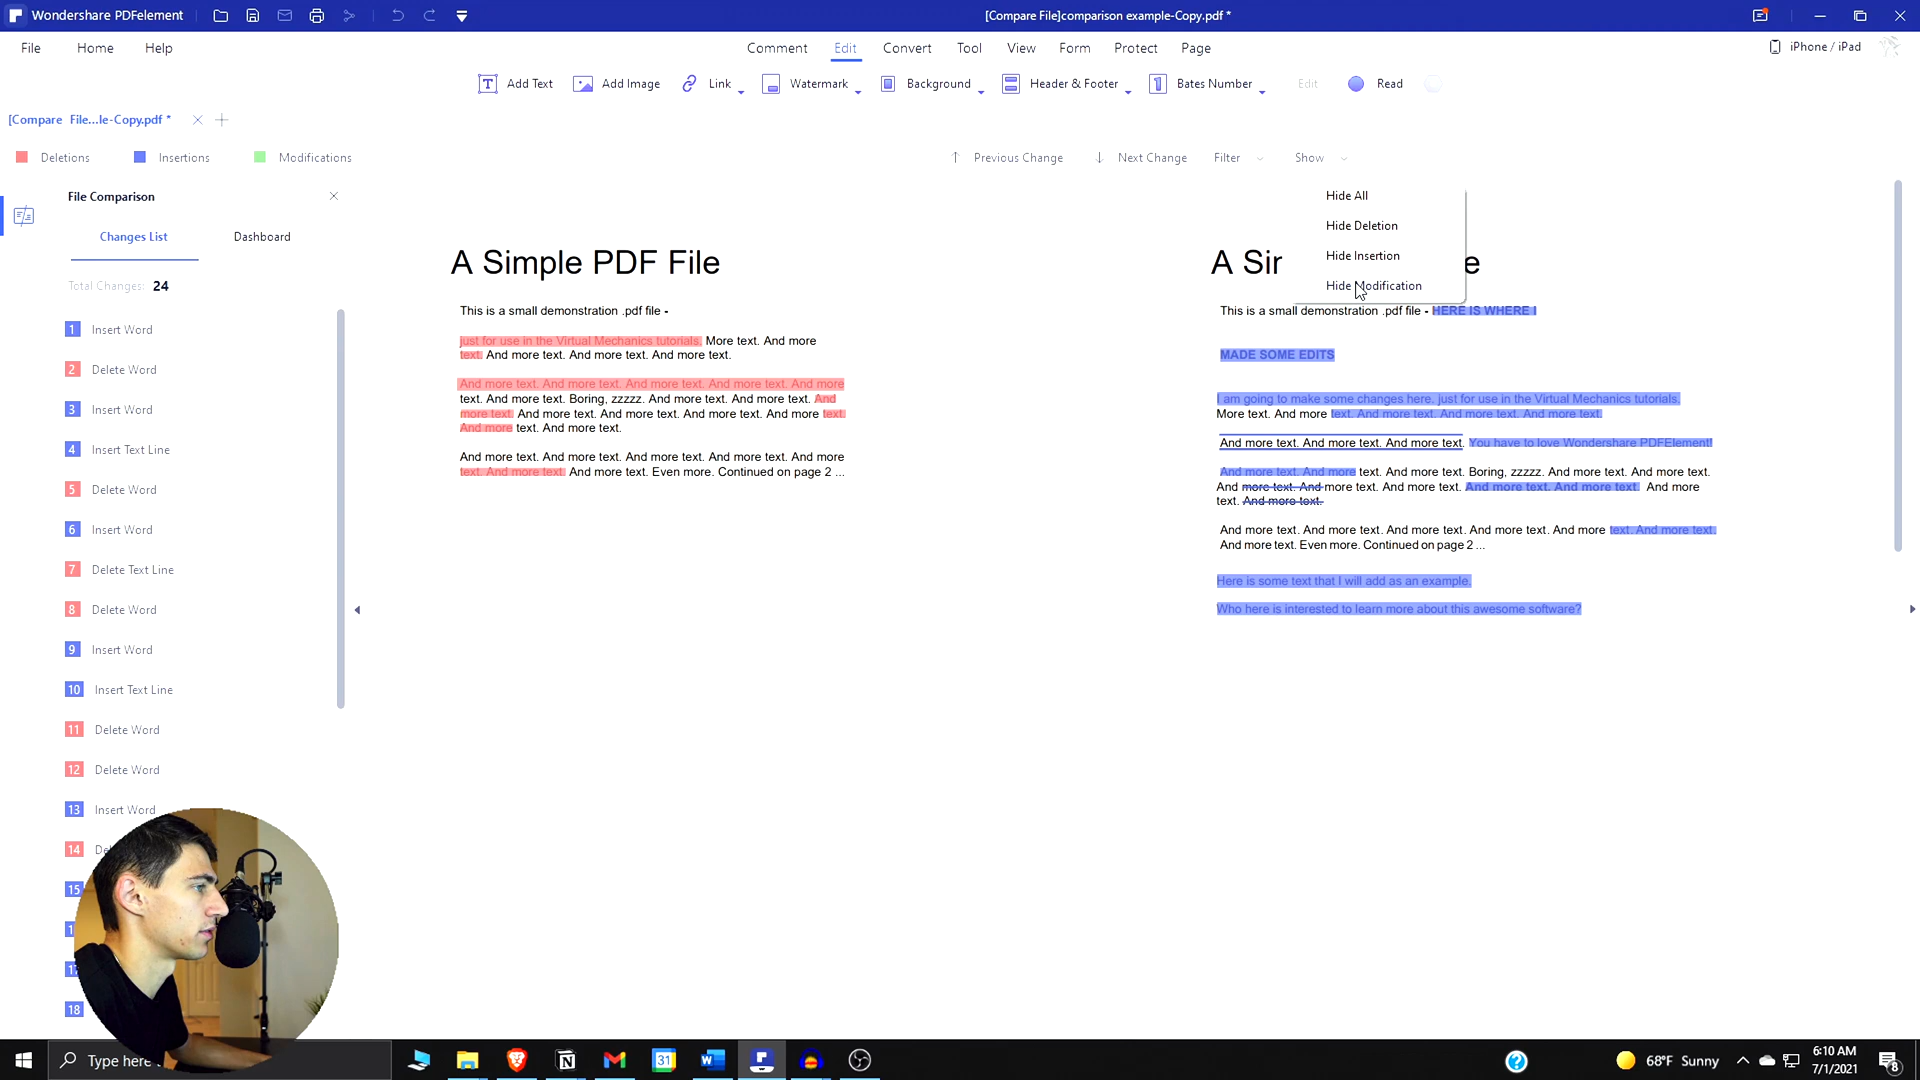 Wondershare PDFelement
[Compare File]comparison example-Copy.pdf *
File Home Help
Comment Edit Convert Tool View Form Protect Page
iPhone / iPad
Add Text Add Image Link Watermark Background Header & Footer Bates Number Edit Read
[Compare File...le-Copy.pdf *
Deletions Insertions Modifications
Previous Change Next Change Filter Show
File Comparison
Changes List Dashboard
Total Changes: 24
1 Insert Word
2 Delete Word
3 Insert Word
4 Insert Text Line
5 Delete Word
6 Insert Word
7 Delete Text Line
8 Delete Word
9 Insert Word
10 Insert Text Line
11 Delete Word
12 Delete Word
13 Insert Word
14
15
17
18
A Simple PDF File
This is a small demonstration .pdf file -
just for use in the Virtual Mechanics tutorials. More text. And more
text. And more text. And more text. And more text.
And more text. And more text. And more text. And more text. And more
text. And more text. Boring, zzzzz. And more text. And more text. And
more text. And more text. And more text. And more text. And more text.
And more text. And more text.
And more text. And more text. And more text. And more text. And more
text. And more text. And more text. Even more. Continued on page 2 ...
Hide All
Hide Deletion
Hide Insertion
Hide Modification
A Sir e
This is a small demonstration .pdf file - HERE IS WHERE I
MADE SOME EDITS
I am going to make some changes here. just for use in the Virtual Mechanics tutorials.
More text. And more text. And more text. And more text. And more text.
And more text. And more text. And more text. You have to love Wondershare PDFElement!
And more text. And more text. And more text. Boring, zzzzz. And more text. And more text.
And more text. And more text. And more text. And more text. And more text. And more
text. And more text.
And more text. And more text. And more text. And more text. And more text. And more text.
And more text. Even more. Continued on page 2 ...
Here is some text that I will add as an example.
Who here is interested to learn more about this awesome software?
Type here
31
68°F Sunny
6:10 AM
7/1/2021
8